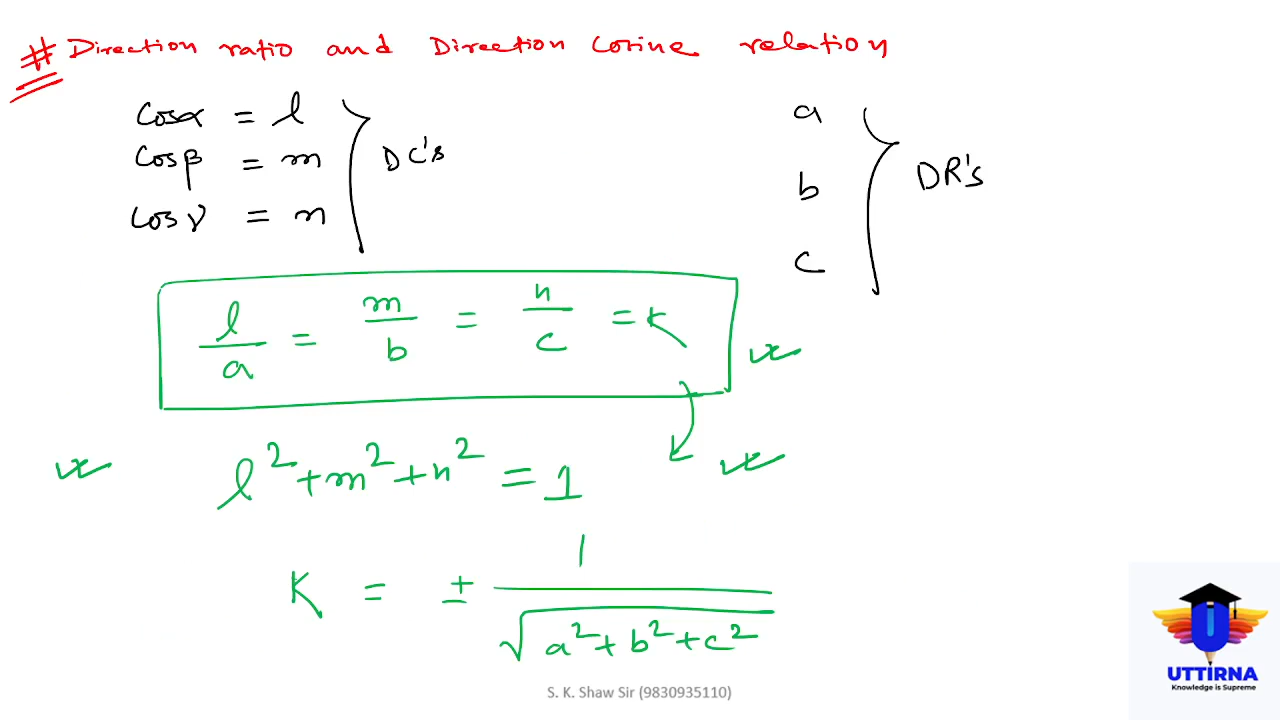 # Direction ratio and Direction Cosine relation
cosα = l
cosβ = m
cosγ = n
DC's
a
b
c
DR's
l/a = m/b = n/c = K
l² + m² + n² = 1
K = ± 1/√(a² + b² + c²)
UTTIRNA
Knowledge is Supreme
S. K. Shaw Sir (9830935110)